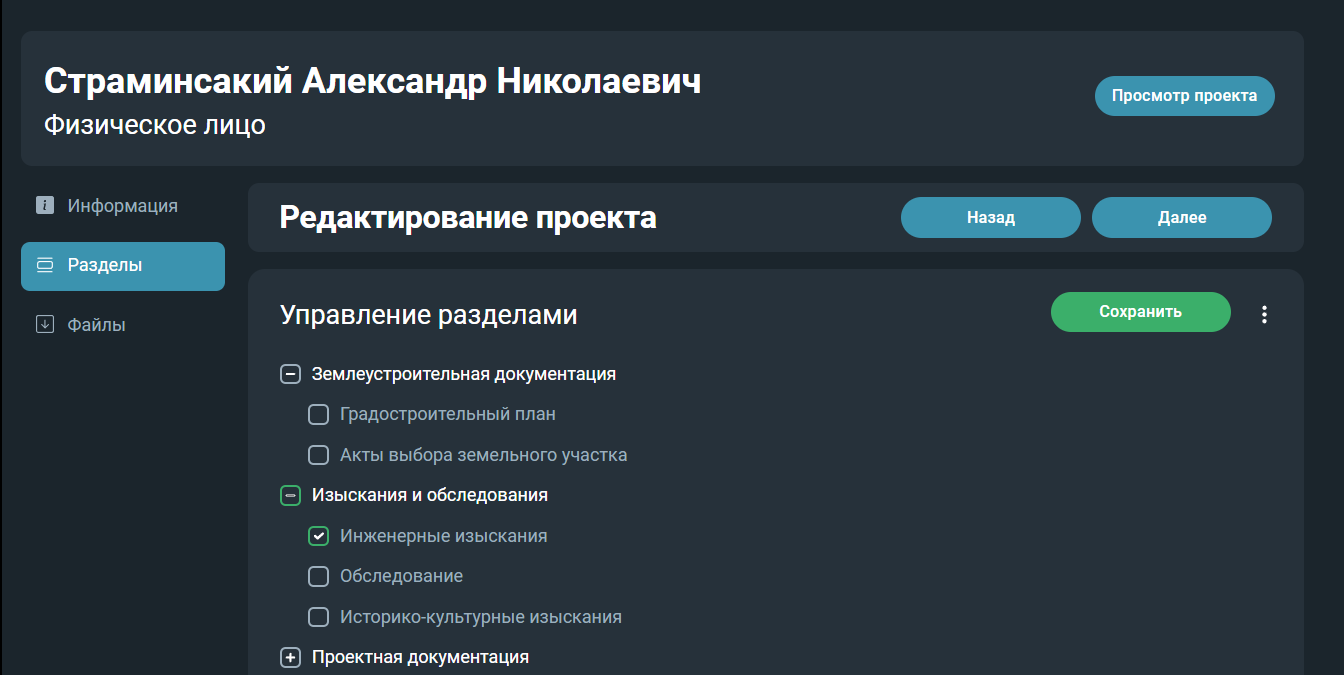 Страминсакий Александр Николаевич
Физическое лицо
Просмотр проекта
Информация
Разделы
Файлы
Редактирование проекта
Назад
Далее
Управление разделами
Сохранить
Землеустроительная документация
Градостроительный план
Акты выбора земельного участка
Изыскания и обследования
Инженерные изыскания
Обследование
Историко-культурные изыскания
Проектная документация